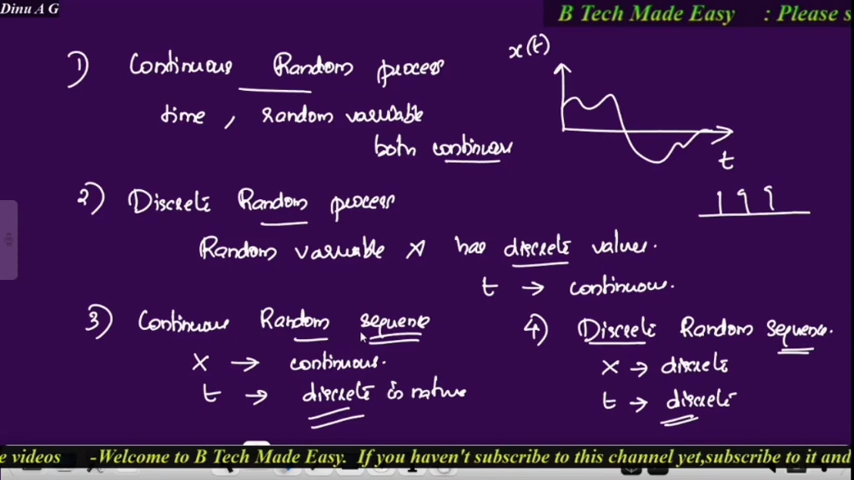 Dinu A G
B Tech Made Easy : Please s
1) Continuous Random process
time, random variable
both continuous
x(t)
t
2) Discrete Random process
Random variable X has discrete values.
t → continuous.
3) Continuous Random sequence
X → continuous.
t → discrete in nature
4) Discrete Random sequence.
X → discrete
t → discrete
e videos -Welcome to B Tech Made Easy. If you haven't subscribe to this channel yet,subscribe to it and